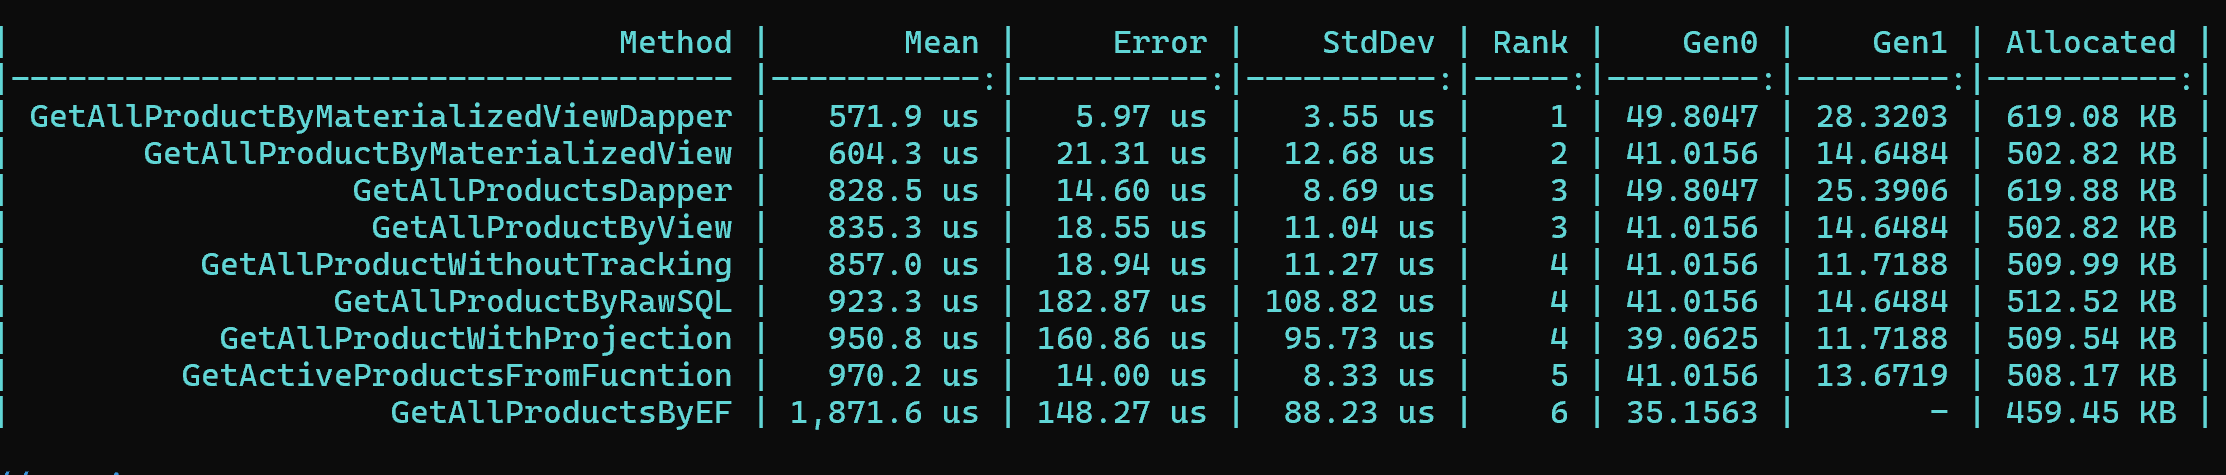 | Method | Mean | Error | StdDev | Rank | Gen0 | Gen1 | Allocated |
|-------------------------------------- |-----------:|----------:|----------:|-----:|--------:|--------:|----------:|
| GetAllProductByMaterializedViewDapper | 571.9 us | 5.97 us | 3.55 us | 1 | 49.8047 | 28.3203 | 619.08 KB |
| GetAllProductByMaterializedView | 604.3 us | 21.31 us | 12.68 us | 2 | 41.0156 | 14.6484 | 502.82 KB |
| GetAllProductsDapper | 828.5 us | 14.60 us | 8.69 us | 3 | 49.8047 | 25.3906 | 619.88 KB |
| GetAllProductByView | 835.3 us | 18.55 us | 11.04 us | 3 | 41.0156 | 14.6484 | 502.82 KB |
| GetAllProductWithoutTracking | 857.0 us | 18.94 us | 11.27 us | 4 | 41.0156 | 11.7188 | 509.99 KB |
| GetAllProductByRawSQL | 923.3 us | 182.87 us | 108.82 us | 4 | 41.0156 | 14.6484 | 512.52 KB |
| GetAllProductWithProjection | 950.8 us | 160.86 us | 95.73 us | 4 | 39.0625 | 11.7188 | 509.54 KB |
| GetActiveProductsFromFucntion | 970.2 us | 14.00 us | 8.33 us | 5 | 41.0156 | 13.6719 | 508.17 KB |
| GetAllProductsByEF | 1,871.6 us | 148.27 us | 88.23 us | 6 | 35.1563 | - | 459.45 KB |